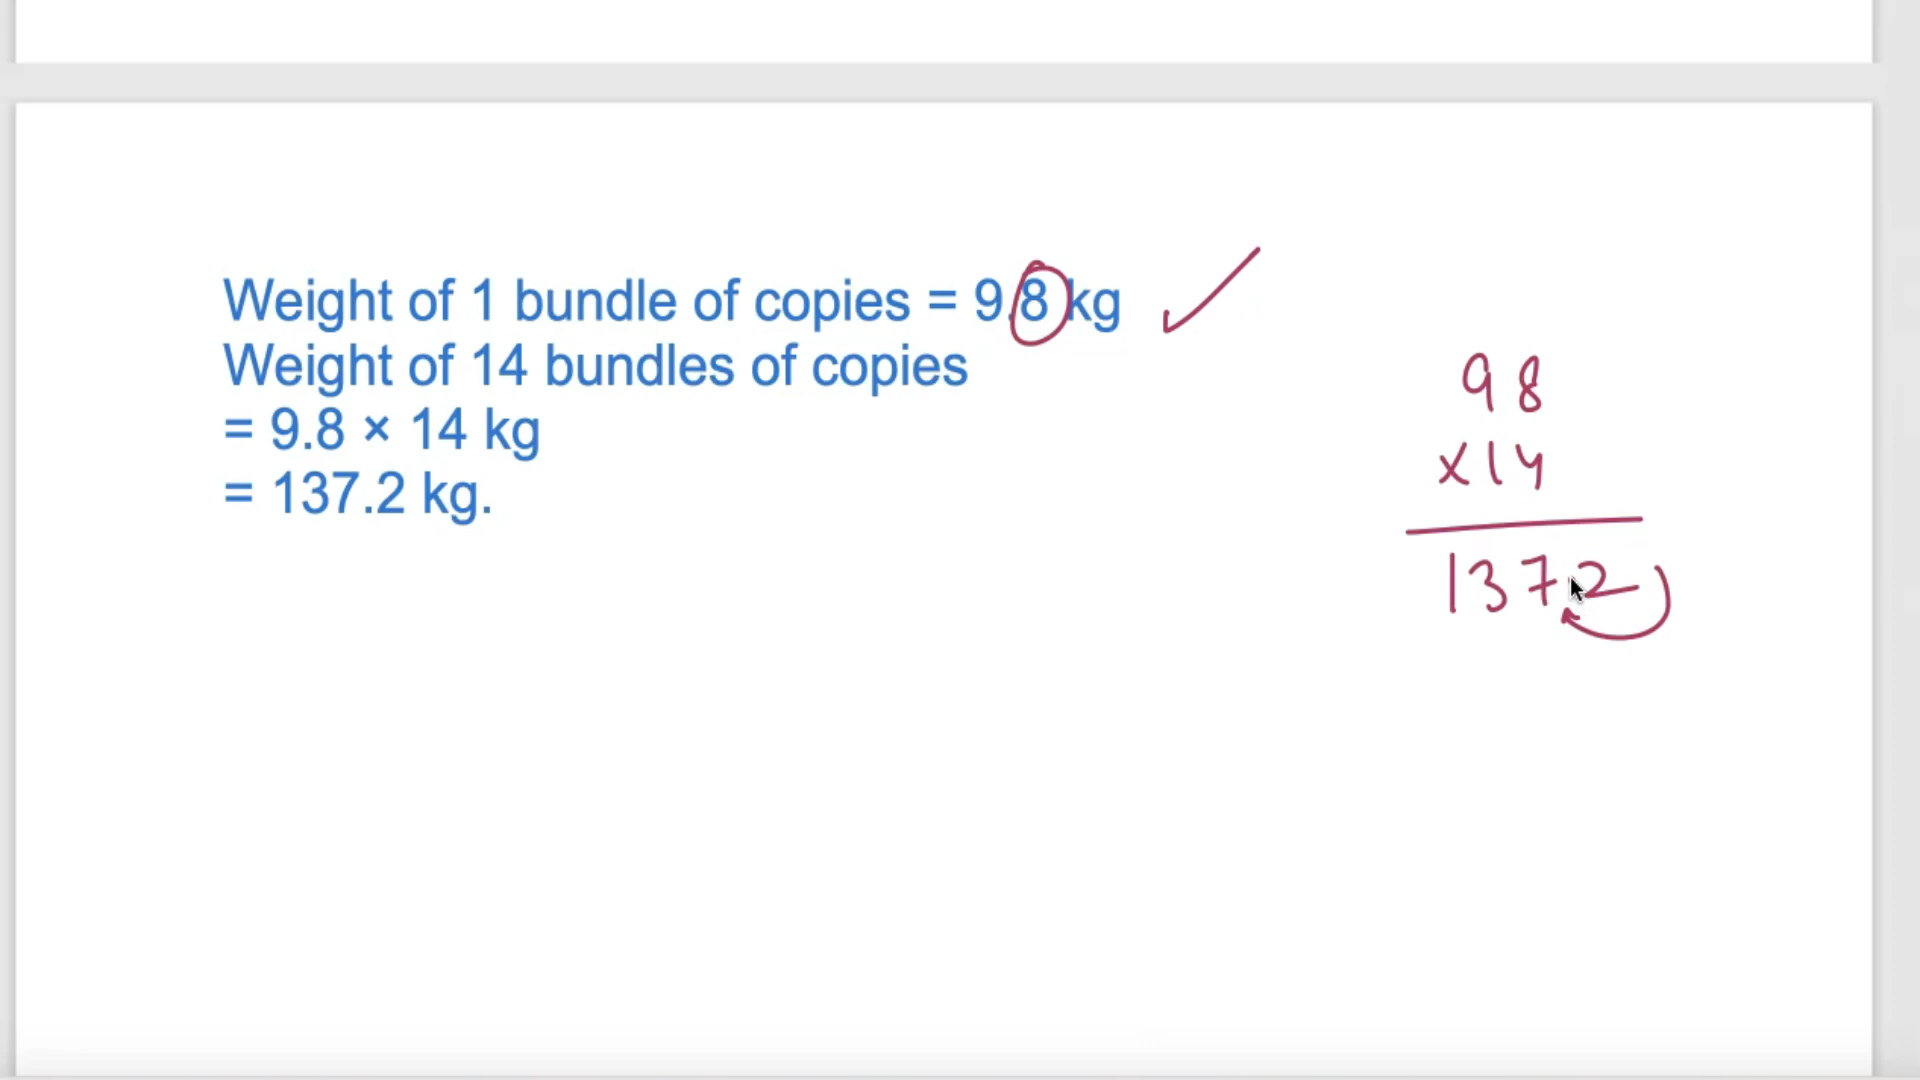 Weight of 1 bundle of copies = 9.8 kg
Weight of 14 bundles of copies
= 9.8 × 14 kg
= 137.2 kg.
98
×14
1372